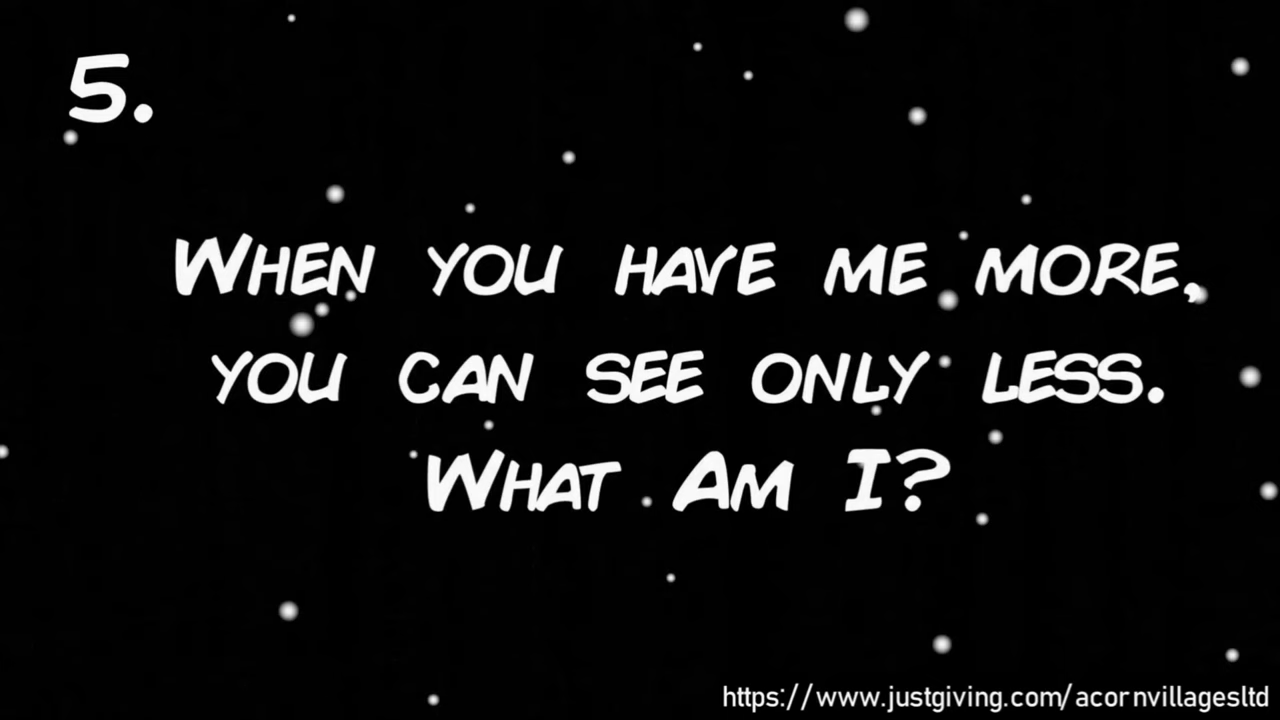 5.
When you have me more,
you can see only less.
What Am I?
https://www.justgiving.com/acornvillagesltd